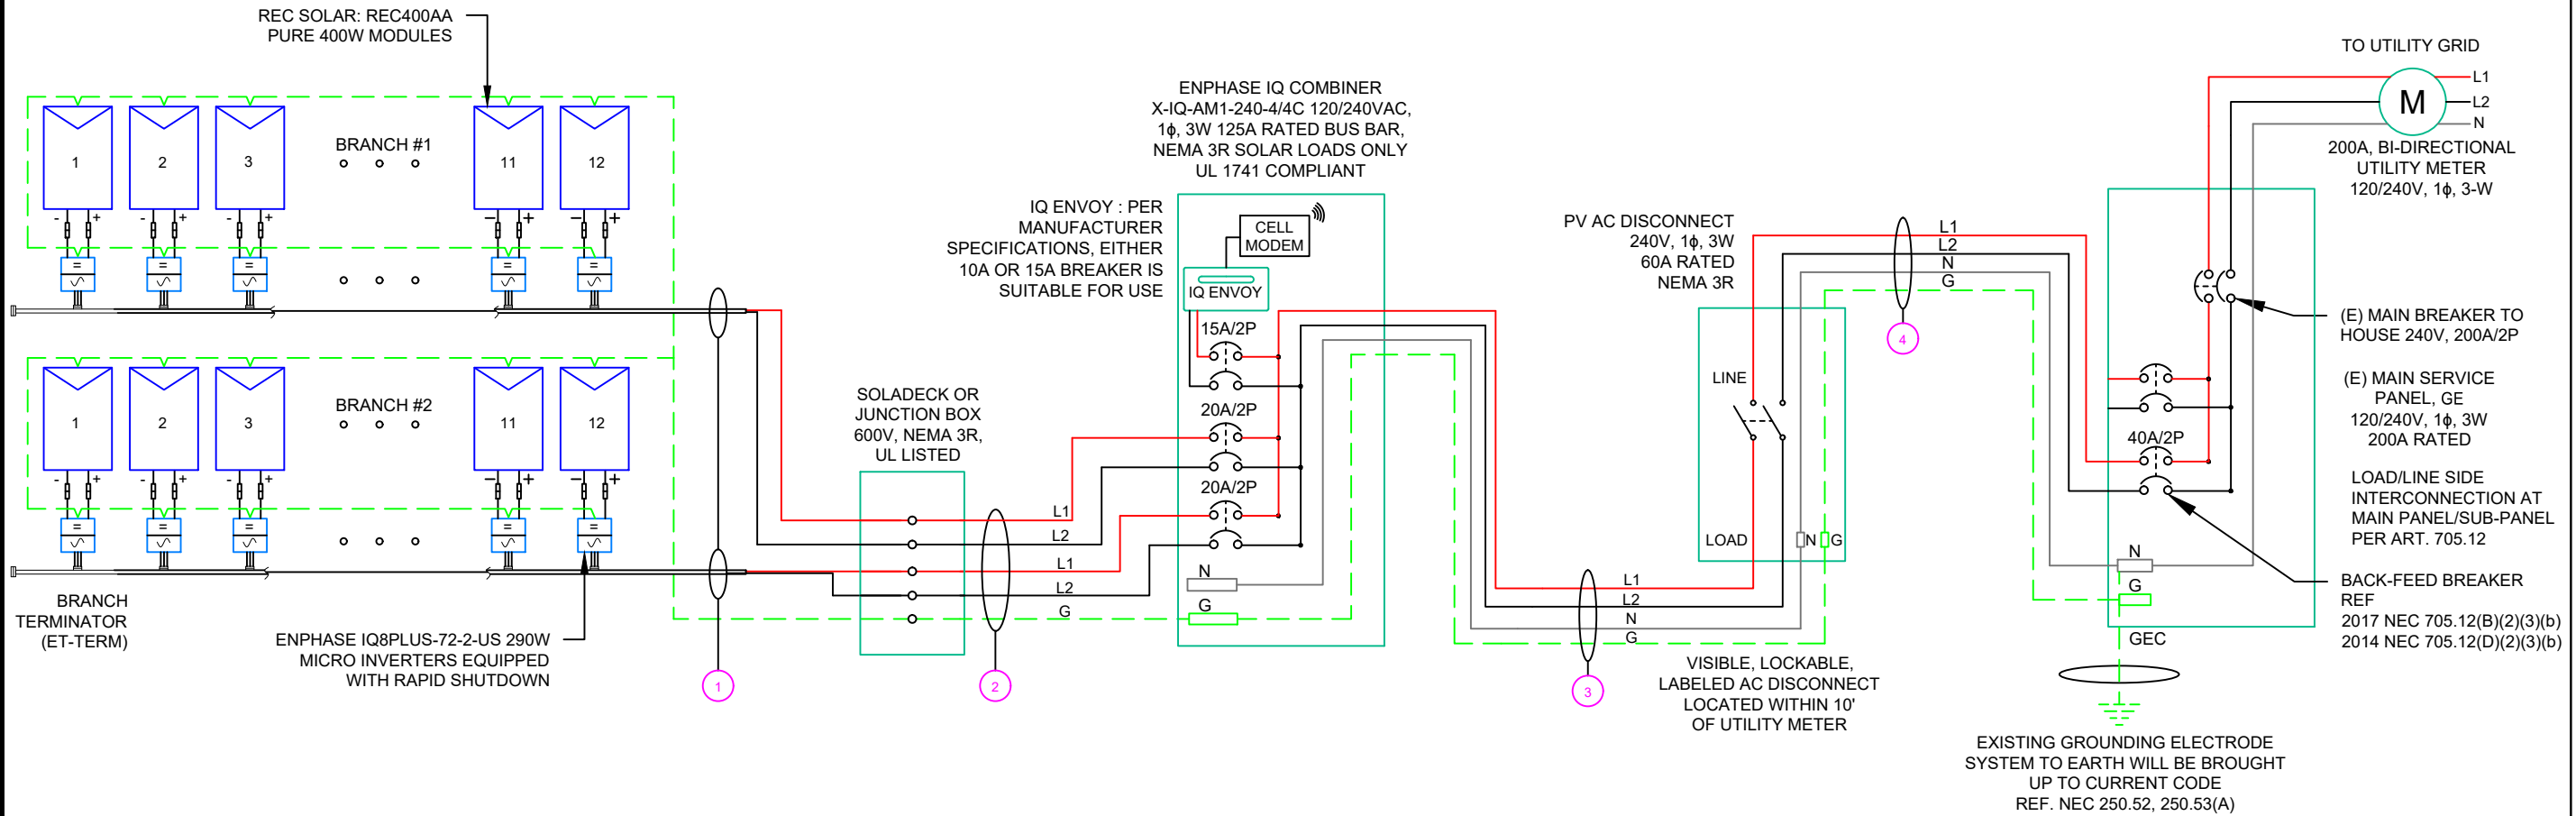 REC SOLAR: REC400AA
PURE 400W MODULES
1
2
3
BRANCH #1
11
12
- +
- +
- +
- +
- +
1
2
3
BRANCH #2
11
12
- +
- +
- +
- +
- +
BRANCH
TERMINATOR
(ET-TERM)
ENPHASE IQ8PLUS-72-2-US 290W
MICRO INVERTERS EQUIPPED
WITH RAPID SHUTDOWN
1
SOLADECK OR
JUNCTION BOX
600V, NEMA 3R,
UL LISTED
L1
L2
L1
L2
G
2
ENPHASE IQ COMBINER
X-IQ-AM1-240-4/4C 120/240VAC,
1ϕ, 3W 125A RATED BUS BAR,
NEMA 3R SOLAR LOADS ONLY
UL 1741 COMPLIANT
IQ ENVOY : PER
MANUFACTURER
SPECIFICATIONS, EITHER
10A OR 15A BREAKER IS
SUITABLE FOR USE
CELL
MODEM
IQ ENVOY
15A/2P
20A/2P
20A/2P
N
G
L1
L2
N
G
3
PV AC DISCONNECT
240V, 1ϕ, 3W
60A RATED
NEMA 3R
LINE
LOAD
N
G
VISIBLE, LOCKABLE,
LABELED AC DISCONNECT
LOCATED WITHIN 10'
OF UTILITY METER
L1
L2
N
G
4
TO UTILITY GRID
M
L1
L2
N
200A, BI-DIRECTIONAL
UTILITY METER
120/240V, 1ϕ, 3-W
(E) MAIN BREAKER TO
HOUSE 240V, 200A/2P
(E) MAIN SERVICE
PANEL, GE
120/240V, 1ϕ, 3W
200A RATED
40A/2P
LOAD/LINE SIDE
INTERCONNECTION AT
MAIN PANEL/SUB-PANEL
PER ART. 705.12
N
G
BACK-FEED BREAKER
REF
2017 NEC 705.12(B)(2)(3)(b)
2014 NEC 705.12(D)(2)(3)(b)
GEC
EXISTING GROUNDING ELECTRODE
SYSTEM TO EARTH WILL BE BROUGHT
UP TO CURRENT CODE
REF. NEC 250.52, 250.53(A)